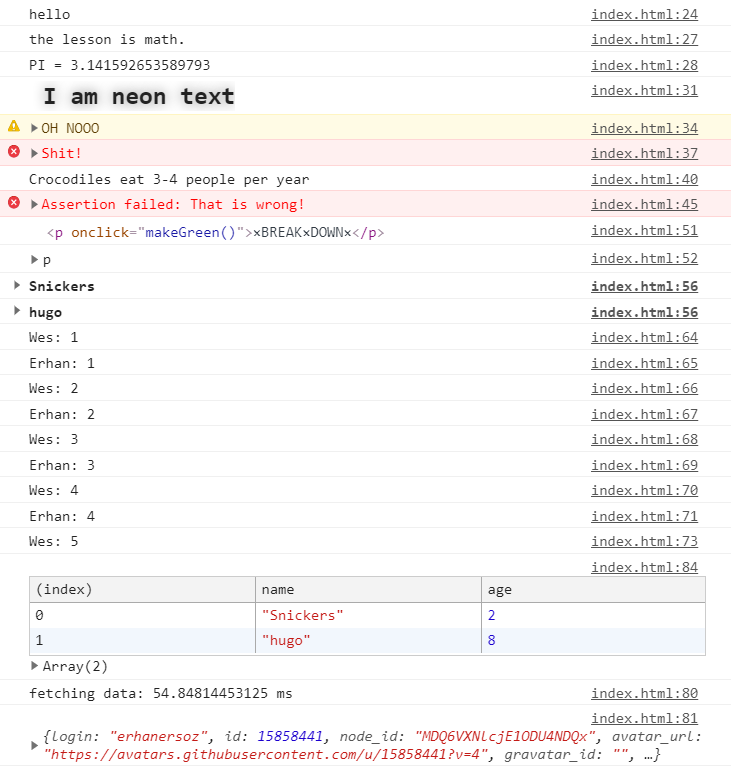 hello index.html:24
the lesson is math. index.html:27
PI = 3.141592653589793 index.html:28
I am neon text index.html:31
OH NOOO index.html:34
Shit! index.html:37
Crocodiles eat 3-4 people per year index.html:40
Assertion failed: That is wrong! index.html:45
<p onclick="makeGreen()">×BREAK×DOWN×</p> index.html:51
p index.html:52
Snickers index.html:56
hugo index.html:56
Wes: 1 index.html:64
Erhan: 1 index.html:65
Wes: 2 index.html:66
Erhan: 2 index.html:67
Wes: 3 index.html:68
Erhan: 3 index.html:69
Wes: 4 index.html:70
Erhan: 4 index.html:71
Wes: 5 index.html:73
index.html:84
(index) name age
0 "Snickers" 2
1 "hugo" 8
Array(2)
fetching data: 54.84814453125 ms index.html:80
index.html:81
{login: "erhanersoz", id: 15858441, node_id: "MDQ6VXNlcjE1ODU4NDQx", avatar_url:
"https://avatars.githubusercontent.com/u/15858441?v=4", gravatar_id: "", …}